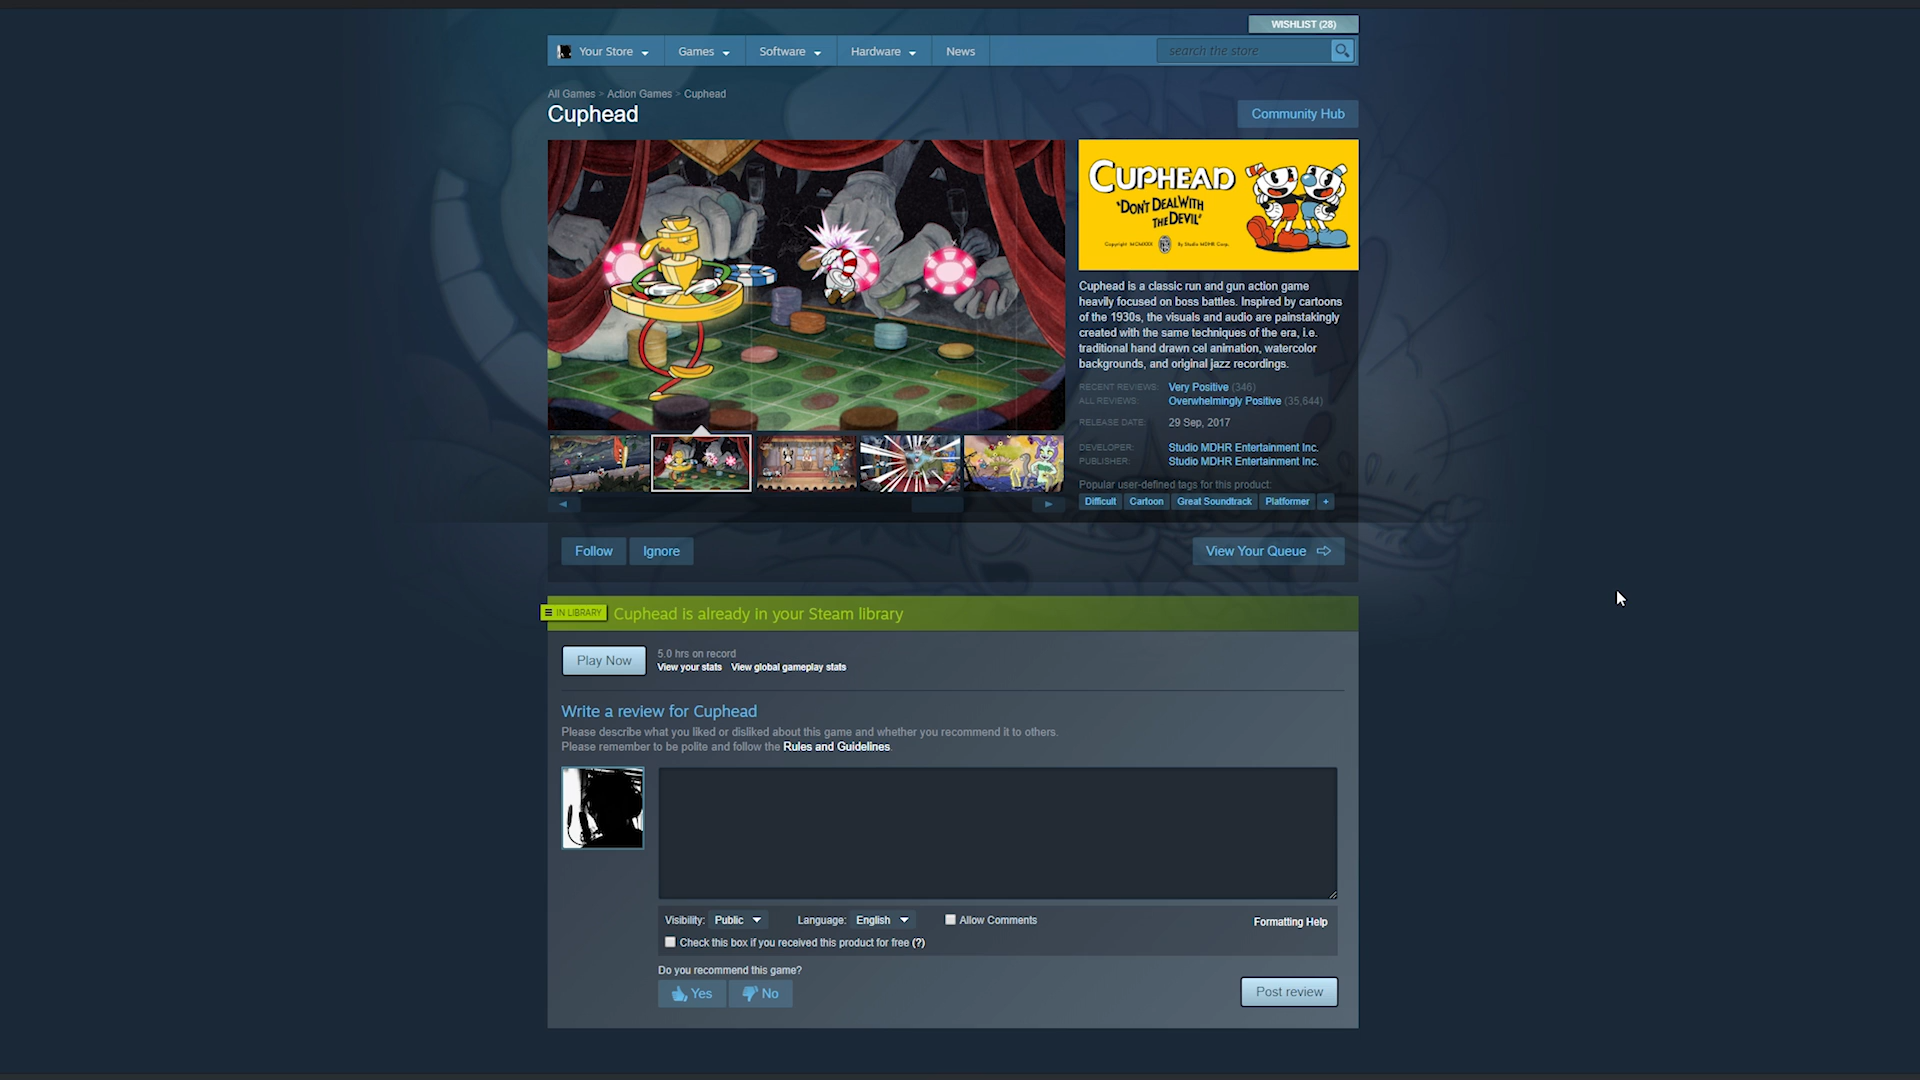 WISHLIST (28)
Your Store
Games
Software
Hardware
News
search the store
All Games > Action Games > Cuphead
Cuphead
Community Hub
CUPHEAD
"DON'T DEAL WITH
THE DEVIL"
Copyright MCMXXX By Studio MDHR Corp.
Cuphead is a classic run and gun action game
heavily focused on boss battles. Inspired by cartoons
of the 1930s, the visuals and audio are painstakingly
created with the same techniques of the era, i.e.
traditional hand drawn cel animation, watercolor
backgrounds, and original jazz recordings.
RECENT REVIEWS: Very Positive (346)
ALL REVIEWS: Overwhelmingly Positive (35,644)
RELEASE DATE: 29 Sep, 2017
DEVELOPER: Studio MDHR Entertainment Inc.
PUBLISHER: Studio MDHR Entertainment Inc.
Popular user-defined tags for this product:
Difficult Cartoon Great Soundtrack Platformer +
Follow
Ignore
View Your Queue
IN LIBRARY
Cuphead is already in your Steam library
Play Now
5.0 hrs on record
View your stats View global gameplay stats
Write a review for Cuphead
Please describe what you liked or disliked about this game and whether you recommend it to others.
Please remember to be polite and follow the Rules and Guidelines.
Visibility: Public
Language: English
Allow Comments
Formatting Help
Check this box if you received this product for free (?)
Do you recommend this game?
Yes
No
Post review